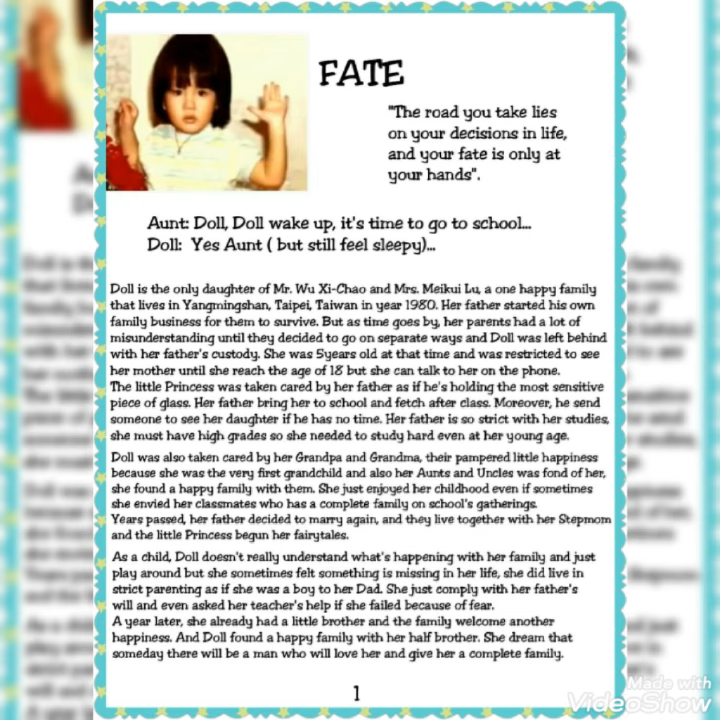 FATE
"The road you take lies
on your decisions in life,
and your fate is only at
your hands".
Aunt: Doll, Doll wake up, it's time to go to school...
Doll: Yes Aunt ( but still feel sleepy)...
Doll is the only daughter of Mr. Wu Xi-Chao and Mrs. Meikui Lu, a one happy family
that lives in Yangmingshan, Taipei, Taiwan in year 1980. Her father started his own
family business for them to survive. But as time goes by, her parents had a lot of
misunderstanding until they decided to go on separate ways and Doll was left behind
with her father's custody. She was 5years old at that time and was restricted to see
her mother until she reach the age of 18 but she can talk to her on the phone.
The little Princess was taken cared by her father as if he's holding the most sensitive
piece of glass. Her father bring her to school and fetch after class. Moreover, he send
someone to see her daughter if he has no time. Her father is so strict with her studies,
she must have high grades so she needed to study hard even at her young age.
Doll was also taken cared by her Grandpa and Grandma, their pampered little happiness
because she was the very first grandchild and also her Aunts and Uncles was fond of her,
she found a happy family with them. She just enjoyed her childhood even if sometimes
she envied her classmates who has a complete family on school's gatherings.
Years passed, her father decided to marry again, and they live together with her Stepmom
and the little Princess begun her fairytales.
As a child, Doll doesn't really understand what's happening with her family and just
play around but she sometimes felt something is missing in her life, she did live in
strict parenting as if she was a boy to her Dad. She just comply with her father's
will and even asked her teacher's help if she failed because of fear.
A year later, she already had a little brother and the family welcome another
happiness. And Doll found a happy family with her half brother. She dream that
someday there will be a man who will love her and give her a complete family.
1
Made with
VideoShow